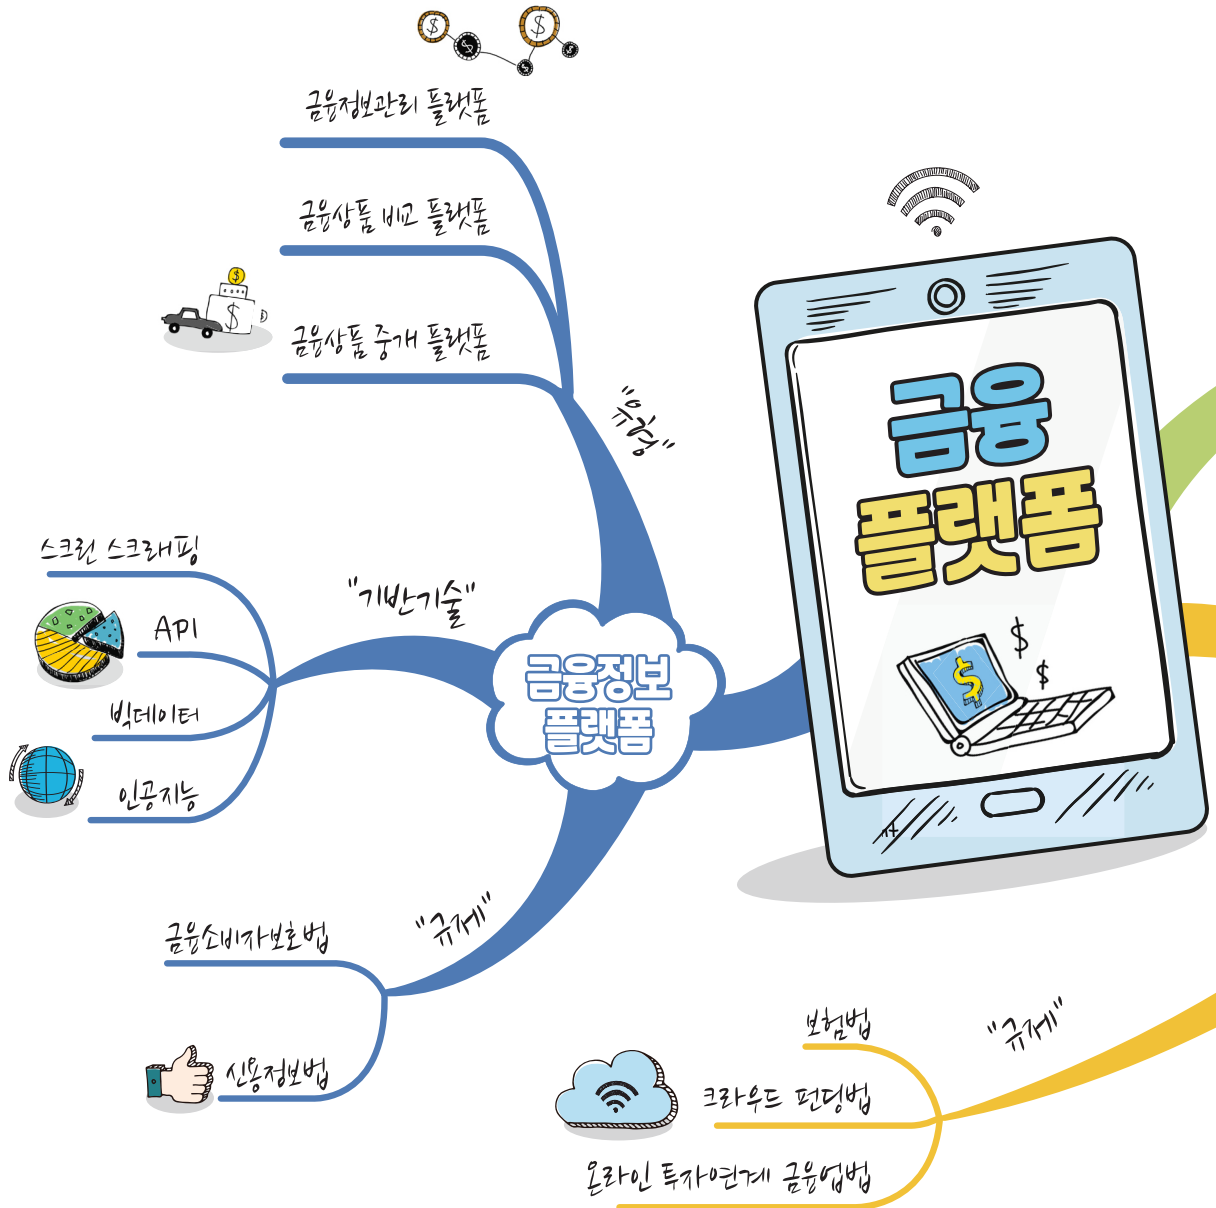 금융정보관리 플랫폼
금융상품 비교 플랫폼
금융상품 중개 플랫폼
"유형"
금융
플랫폼
스크린 스크래핑
API
빅데이터
인공지능
"기반기술"
금융정보
플랫폼
"규제"
금융소비자보호법
신용정보법
"규제"
보험법
크라우드 펀딩법
온라인 투자연계 금융업법